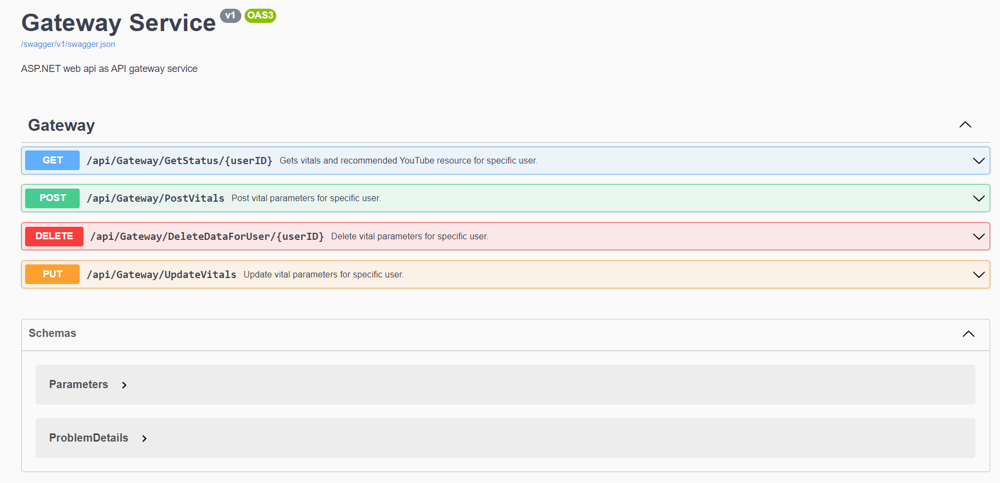 Gateway Service v1 OAS3
/swagger/v1/swagger.json
ASP.NET web api as API gateway service
Gateway
GET /api/Gateway/GetStatus/{userID} Gets vitals and recommended YouTube resource for specific user.
POST /api/Gateway/PostVitals Post vital parameters for specific user.
DELETE /api/Gateway/DeleteDataForUser/{userID} Delete vital parameters for specific user.
PUT /api/Gateway/UpdateVitals Update vital parameters for specific user.
Schemas
Parameters
ProblemDetails